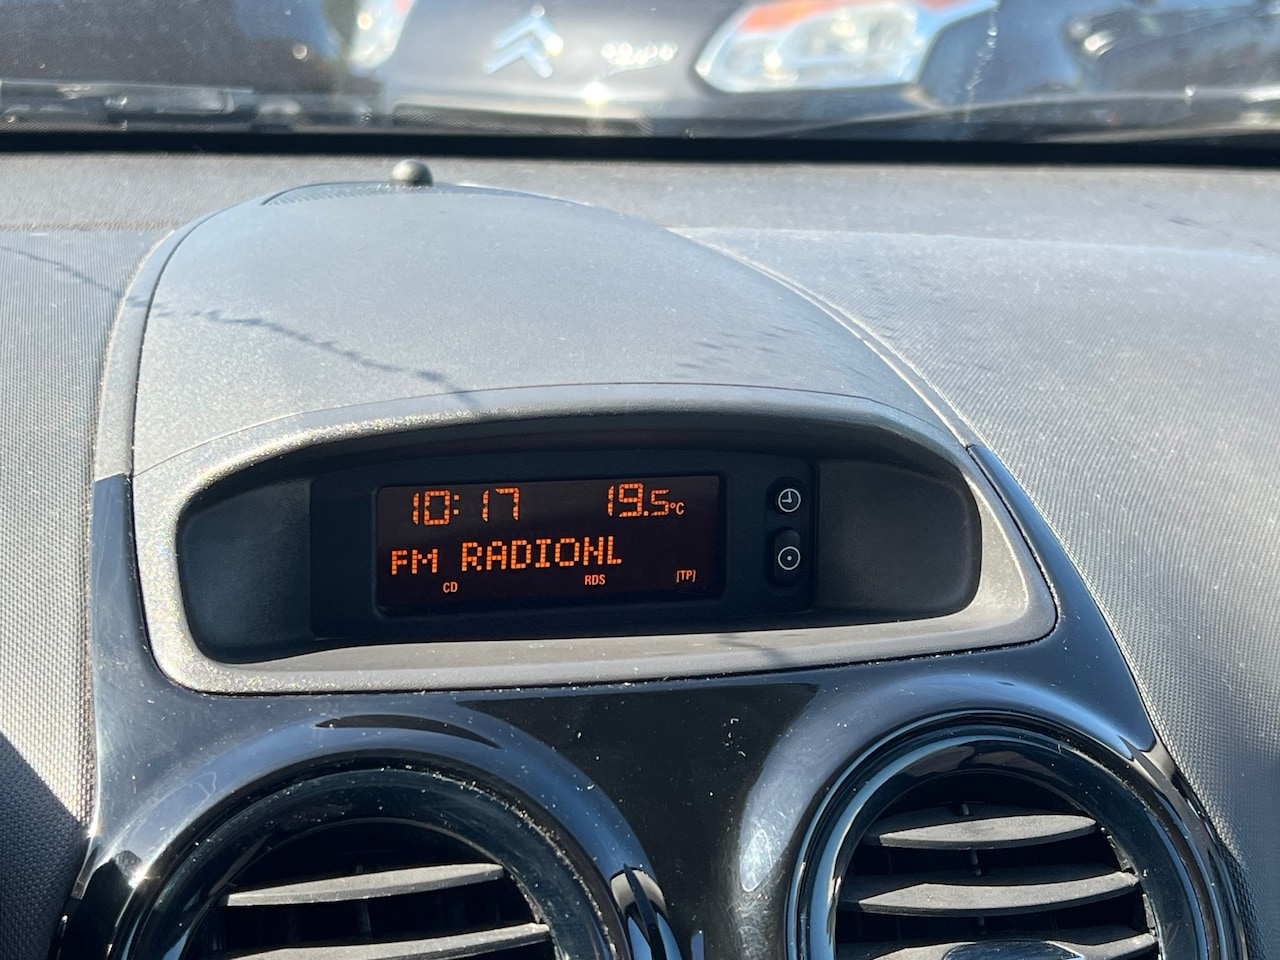 10:17 19.5°C
FM RADIONL
CD RDS [TP]